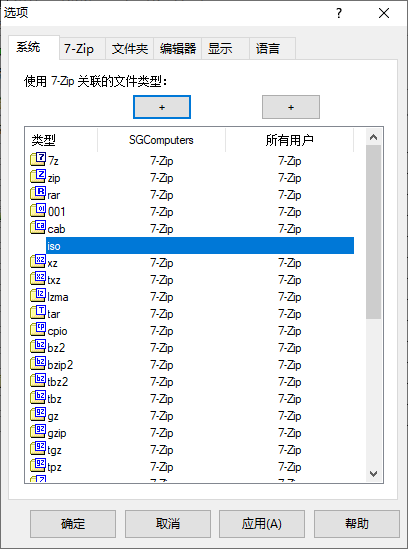 选项
系统 7-Zip 文件夹 编辑器 显示 语言
使用 7-Zip 关联的文件类型:
+ +
类型 SGComputers 所有用户
7z 7-Zip 7-Zip
zip 7-Zip 7-Zip
rar 7-Zip 7-Zip
001 7-Zip 7-Zip
cab 7-Zip 7-Zip
iso
xz 7-Zip 7-Zip
txz 7-Zip 7-Zip
lzma 7-Zip 7-Zip
tar 7-Zip 7-Zip
cpio 7-Zip 7-Zip
bz2 7-Zip 7-Zip
bzip2 7-Zip 7-Zip
tbz2 7-Zip 7-Zip
tbz 7-Zip 7-Zip
gz 7-Zip 7-Zip
gzip 7-Zip 7-Zip
tgz 7-Zip 7-Zip
tpz 7-Zip 7-Zip
确定 取消 应用(A) 帮助